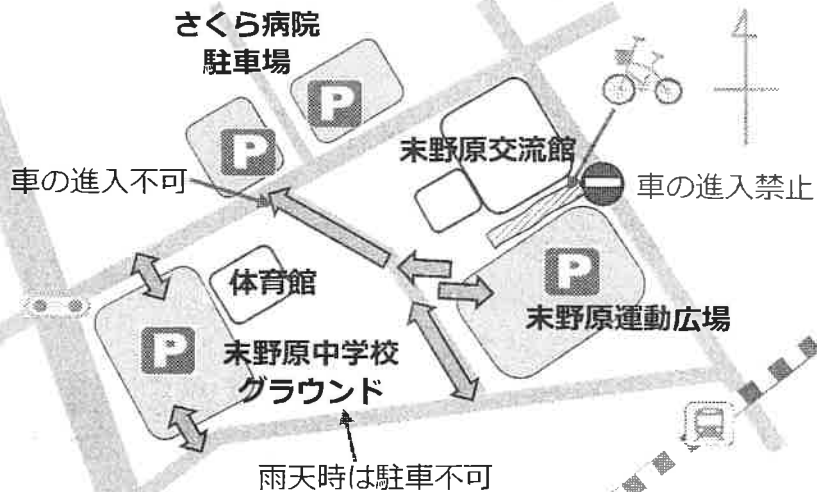 さくら病院
駐車場
P
P
末野原交流館
車の進入不可
車の進入禁止
体育館
P
末野原運動広場
P
末野原中学校
グラウンド
雨天時は駐車不可